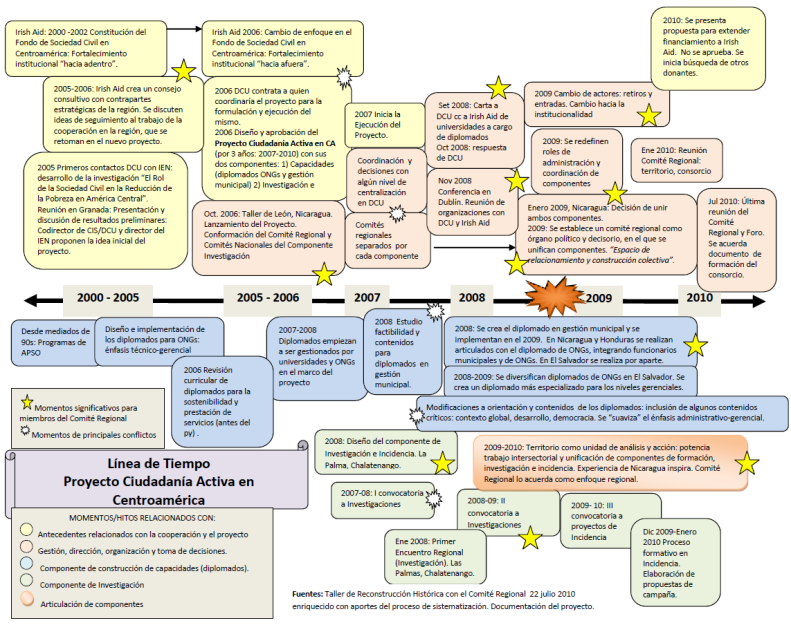 Irish Aid: 2000 -2002 Constitución del
Fondo de Sociedad Civil en
Centroamérica: Fortalecimiento
institucional "hacia adentro".
Irish Aid 2006: Cambio de enfoque en el
Fondo de Sociedad Civil en
Centroamérica: Fortalecimiento
institucional "hacia afuera".
2010: Se presenta
propuesta para extender
financiamiento a Irish
Aid. No se aprueba. Se
inicia búsqueda de otros
donantes.
2005-2006: Irish Aid crea un consejo
consultivo con contrapartes
estratégicas de la región. Se discuten
ideas de seguimiento al trabajo de la
cooperación en la región, que se
retoman en el nuevo proyecto.
2006 DCU contrata a quien
coordinaría el proyecto para la
formulación y ejecución del
mismo.
2006 Diseño y aprobación del
Proyecto Ciudadanía Activa en CA
(por 3 años: 2007-2010) con sus
dos componentes: 1) Capacidades
(diplomados ONGs y gestión
municipal) 2) Investigación e
2007 Inicia la
Ejecución del
Proyecto.
Set 2008: Carta a
DCU cc a Irish Aid de
universidades a cargo
de diplomados
Oct 2008: respuesta
de DCU
2009 Cambio de actores: retiros y
entradas. Cambio hacia la
institucionalidad
2009: Se redefinen
roles de
administración y
coordinación de
componentes
Ene 2010: Reunión
Comité Regional:
territorio, consorcio
2005 Primeros contactos DCU con IEN:
desarrollo de la investigación "El Rol
de la Sociedad Civil en la Reducción de
la Pobreza en América Central".
Reunión en Granada: Presentación y
discusión de resultados preliminares:
Codirector de CIS/DCU y director del
IEN proponen la idea inicial del
proyecto.
Coordinación y
decisiones con
algún nivel de
centralización
en DCU
Nov 2008
Conferencia en
Dublín. Reunión de
organizaciones con
DCU y Irish Aid
Oct. 2006: Taller de León, Nicaragua.
Lanzamiento del Proyecto.
Conformación del Comité Regional y
Comités Nacionales del Componente
Investigación
Comités
regionales
separados por
cada componente
Enero 2009, Nicaragua: Decisión de unir
ambos componentes.
2009: Se establece un comité regional como
órgano político y decisorio, en el que se
unifican componentes. "Espacio de
relacionamiento y construcción colectiva".
Jul 2010: Última
reunión del
Comité
Regional y Foro.
Se acuerda
documento de
formación del
consorcio.
2000 - 2005
2005 - 2006
2007
2008
2009
2010
Desde mediados de
90s: Programas de
APSO
Diseño e implementación de
los diplomados para ONGs:
énfasis técnico-gerencial
2006 Revisión
curricular de
diplomados para la
sostenibilidad y
prestación de
servicios (antes del
py) .
2007-2008
Diplomados empiezan
a ser gestionados por
universidades y ONGs
en el marco del
proyecto
2008 Estudio
factibilidad y
contenidos
para
diplomados en
gestión
municipal.
2008: Se crea el diplomado en gestión municipal y se
implementan en el 2009. En Nicaragua y Honduras se realizan
articulados con el diplomado de ONGs, integrando funcionarios
municipales y de ONGs. En El Salvador se realiza por aparte.
2008-2009: Se diversifican diplomados de ONGs en El Salvador. Se
crea un diplomado más especializado para los niveles gerenciales.
Modificaciones a orientación y contenidos de los diplomados: inclusión de algunos contenidos
críticos: contexto global, desarrollo, democracia. Se "suaviza" el énfasis administrativo-gerencial.
Momentos significativos para
miembros del Comité Regional
Momentos de principales conflictos
2008: Diseño del componente de
Investigación e Incidencia. La
Palma, Chalatenango.
2009-2010: Territorio como unidad de análisis y acción: potencia
trabajo intersectorial y unificación de componentes de formación,
investigación e incidencia. Experiencia de Nicaragua inspira. Comité
Regional lo acuerda como enfoque regional.
Línea de Tiempo
Proyecto Ciudadanía Activa en
Centroamérica
2007-08: I convocatoria
a Investigaciones
2008-09: II
convocatoria a
Investigaciones
2009- 10: III
convocatoria a
proyectos de
Incidencia
Ene 2008: Primer
Encuentro Regional
(Investigación). Las
Palmas, Chalatenango.
Dic 2009-Enero
2010 Proceso
formativo en
Incidencia.
Elaboración de
propuestas de
campaña.
MOMENTOS/HITOS RELACIONADOS CON:
Antecedentes relacionados con la cooperación y el proyecto
Gestión, dirección, organización y toma de decisiones.
Componente de construcción de capacidades (diplomados).
Componente de Investigación
Articulación de componentes
Fuentes: Taller de Reconstrucción Histórica con el Comité Regional 22 julio 2010
enriquecido con aportes del proceso de sistematización. Documentación del proyecto.